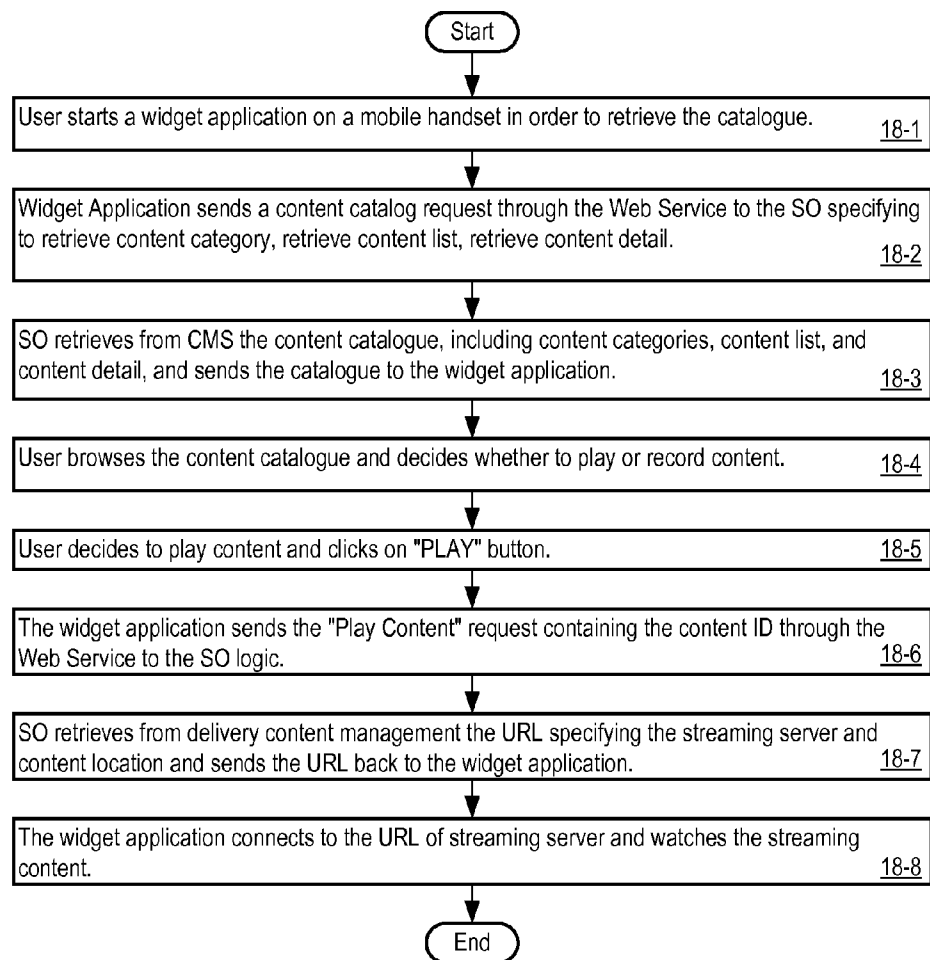 Start
User starts a widget application on a mobile handset in order to retrieve the catalogue.
18-1
Widget Application sends a content catalog request through the Web Service to the SO specifying
to retrieve content category, retrieve content list, retrieve content detail.
18-2
SO retrieves from CMS the content catalogue, including content categories, content list, and
content detail, and sends the catalogue to the widget application.
18-3
User browses the content catalogue and decides whether to play or record content.
18-4
User decides to play content and clicks on "PLAY" button.
18-5
The widget application sends the "Play Content" request containing the content ID through the
Web Service to the SO logic.
18-6
SO retrieves from delivery content management the URL specifying the streaming server and
content location and sends the URL back to the widget application.
18-7
The widget application connects to the URL of streaming server and watches the streaming
content.
18-8
End